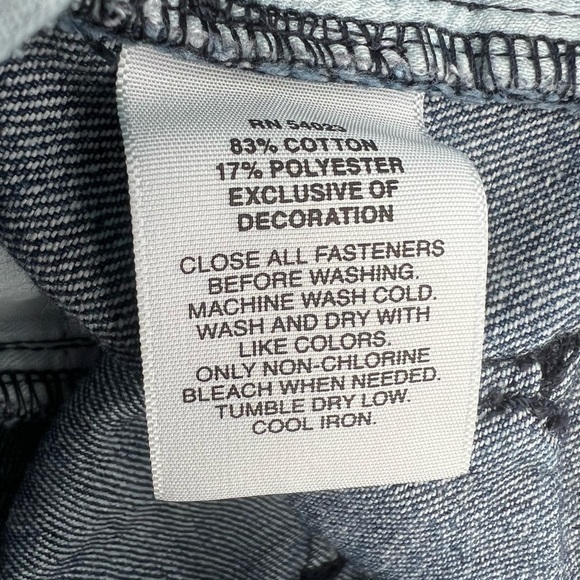 RN 54023
83% COTTON
17% POLYESTER
EXCLUSIVE OF
DECORATION
CLOSE ALL FASTENERS
BEFORE WASHING.
MACHINE WASH COLD.
WASH AND DRY WITH
LIKE COLORS.
ONLY NON-CHLORINE
BLEACH WHEN NEEDED.
TUMBLE DRY LOW.
COOL IRON.